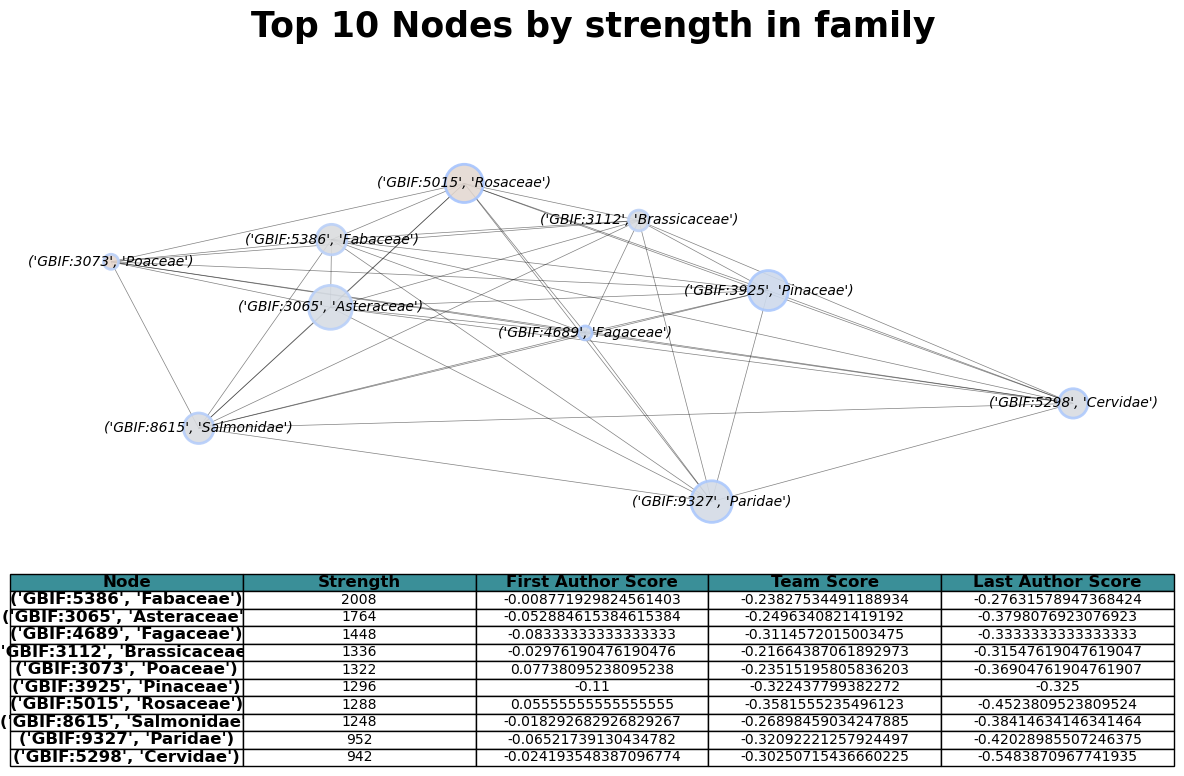 Top 10 Nodes by strength in family
('GBIF:5015', 'Rosaceae')
('GBIF:3112', 'Brassicaceae')
('GBIF:5386', 'Fabaceae')
('GBIF:3073', 'Poaceae')
('GBIF:3925', 'Pinaceae')
('GBIF:3065', 'Asteraceae')
('GBIF:4689', 'Fagaceae')
('GBIF:5298', 'Cervidae')
('GBIF:8615', 'Salmonidae')
('GBIF:9327', 'Paridae')
Node Strength First Author Score Team Score Last Author Score
('GBIF:5386', 'Fabaceae') 2008 -0.008771929824561403 -0.23827534491188934 -0.27631578947368424
('GBIF:3065', 'Asteraceae' 1764 -0.052884615384615384 -0.2496340821419192 -0.3798076923076923
('GBIF:4689', 'Fagaceae') 1448 -0.08333333333333333 -0.3114572015003475 -0.3333333333333333
'GBIF:3112', 'Brassicaceae 1336 -0.02976190476190476 -0.21664387061892973 -0.31547619047619047
('GBIF:3073', 'Poaceae') 1322 0.07738095238095238 -0.23515195805836203 -0.36904761904761907
('GBIF:3925', 'Pinaceae') 1296 -0.11 -0.322437799382272 -0.325
('GBIF:5015', 'Rosaceae') 1288 0.05555555555555555 -0.3581555235496123 -0.4523809523809524
('GBIF:8615', 'Salmonidae' 1248 -0.018292682926829267 -0.26898459034247885 -0.38414634146341464
('GBIF:9327', 'Paridae') 952 -0.06521739130434782 -0.32092221257924497 -0.42028985507246375
('GBIF:5298', 'Cervidae') 942 -0.024193548387096774 -0.30250715436660225 -0.5483870967741935